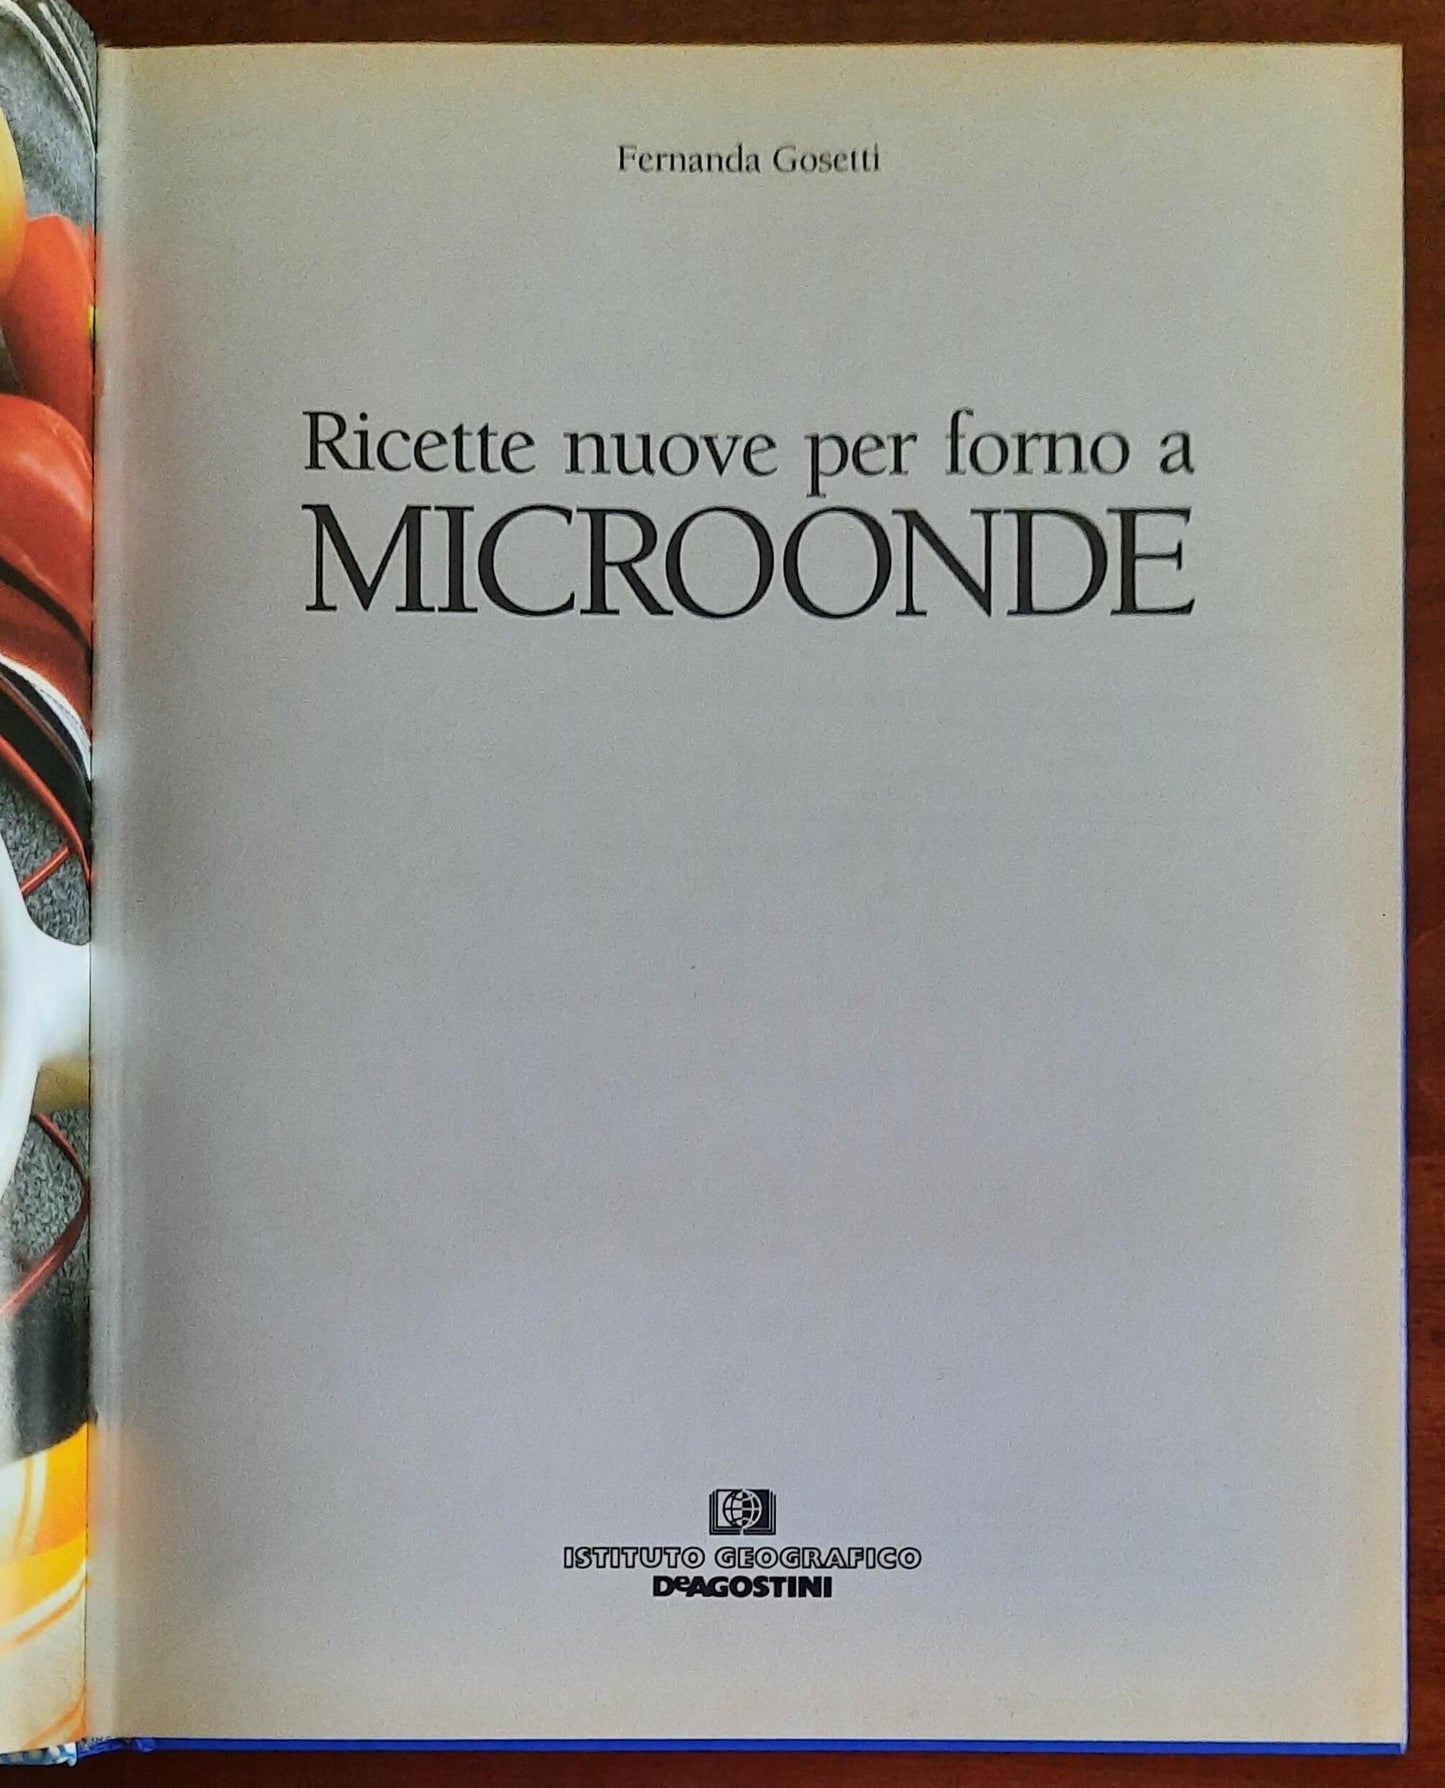 Fernanda Gosetti
Ricette nuove per forno a
MICROONDE
ISTITUTO GEOGRAFICO
DeAGOSTINI